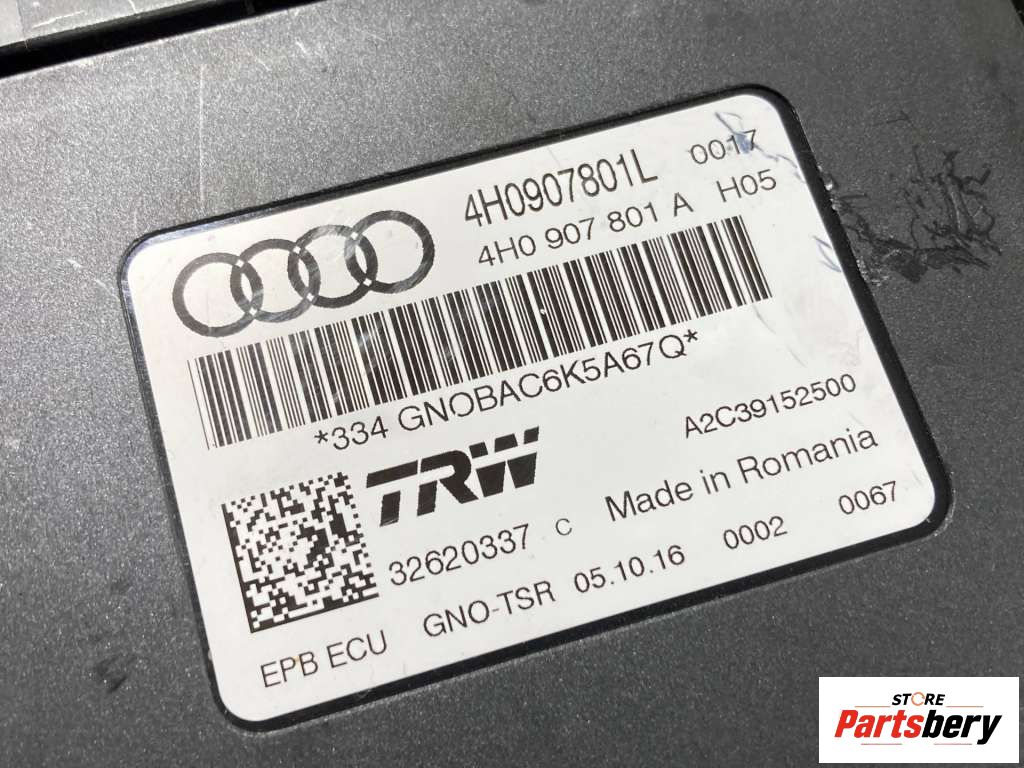 4H0907801L 0017
4H0 907 801 A H05
*334 GNOBAC6K5A67Q*
TRW A2C39152500
32620337 C Made in Romania
EPB ECU GNO-TSR 05.10.16 0002 0067
STORE
Partsbery